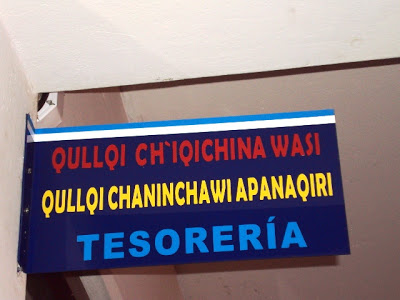 QULLQI CH`IQICHINA WASI
QULLQI CHANINCHAWI APANAQIRI
TESORERÍA